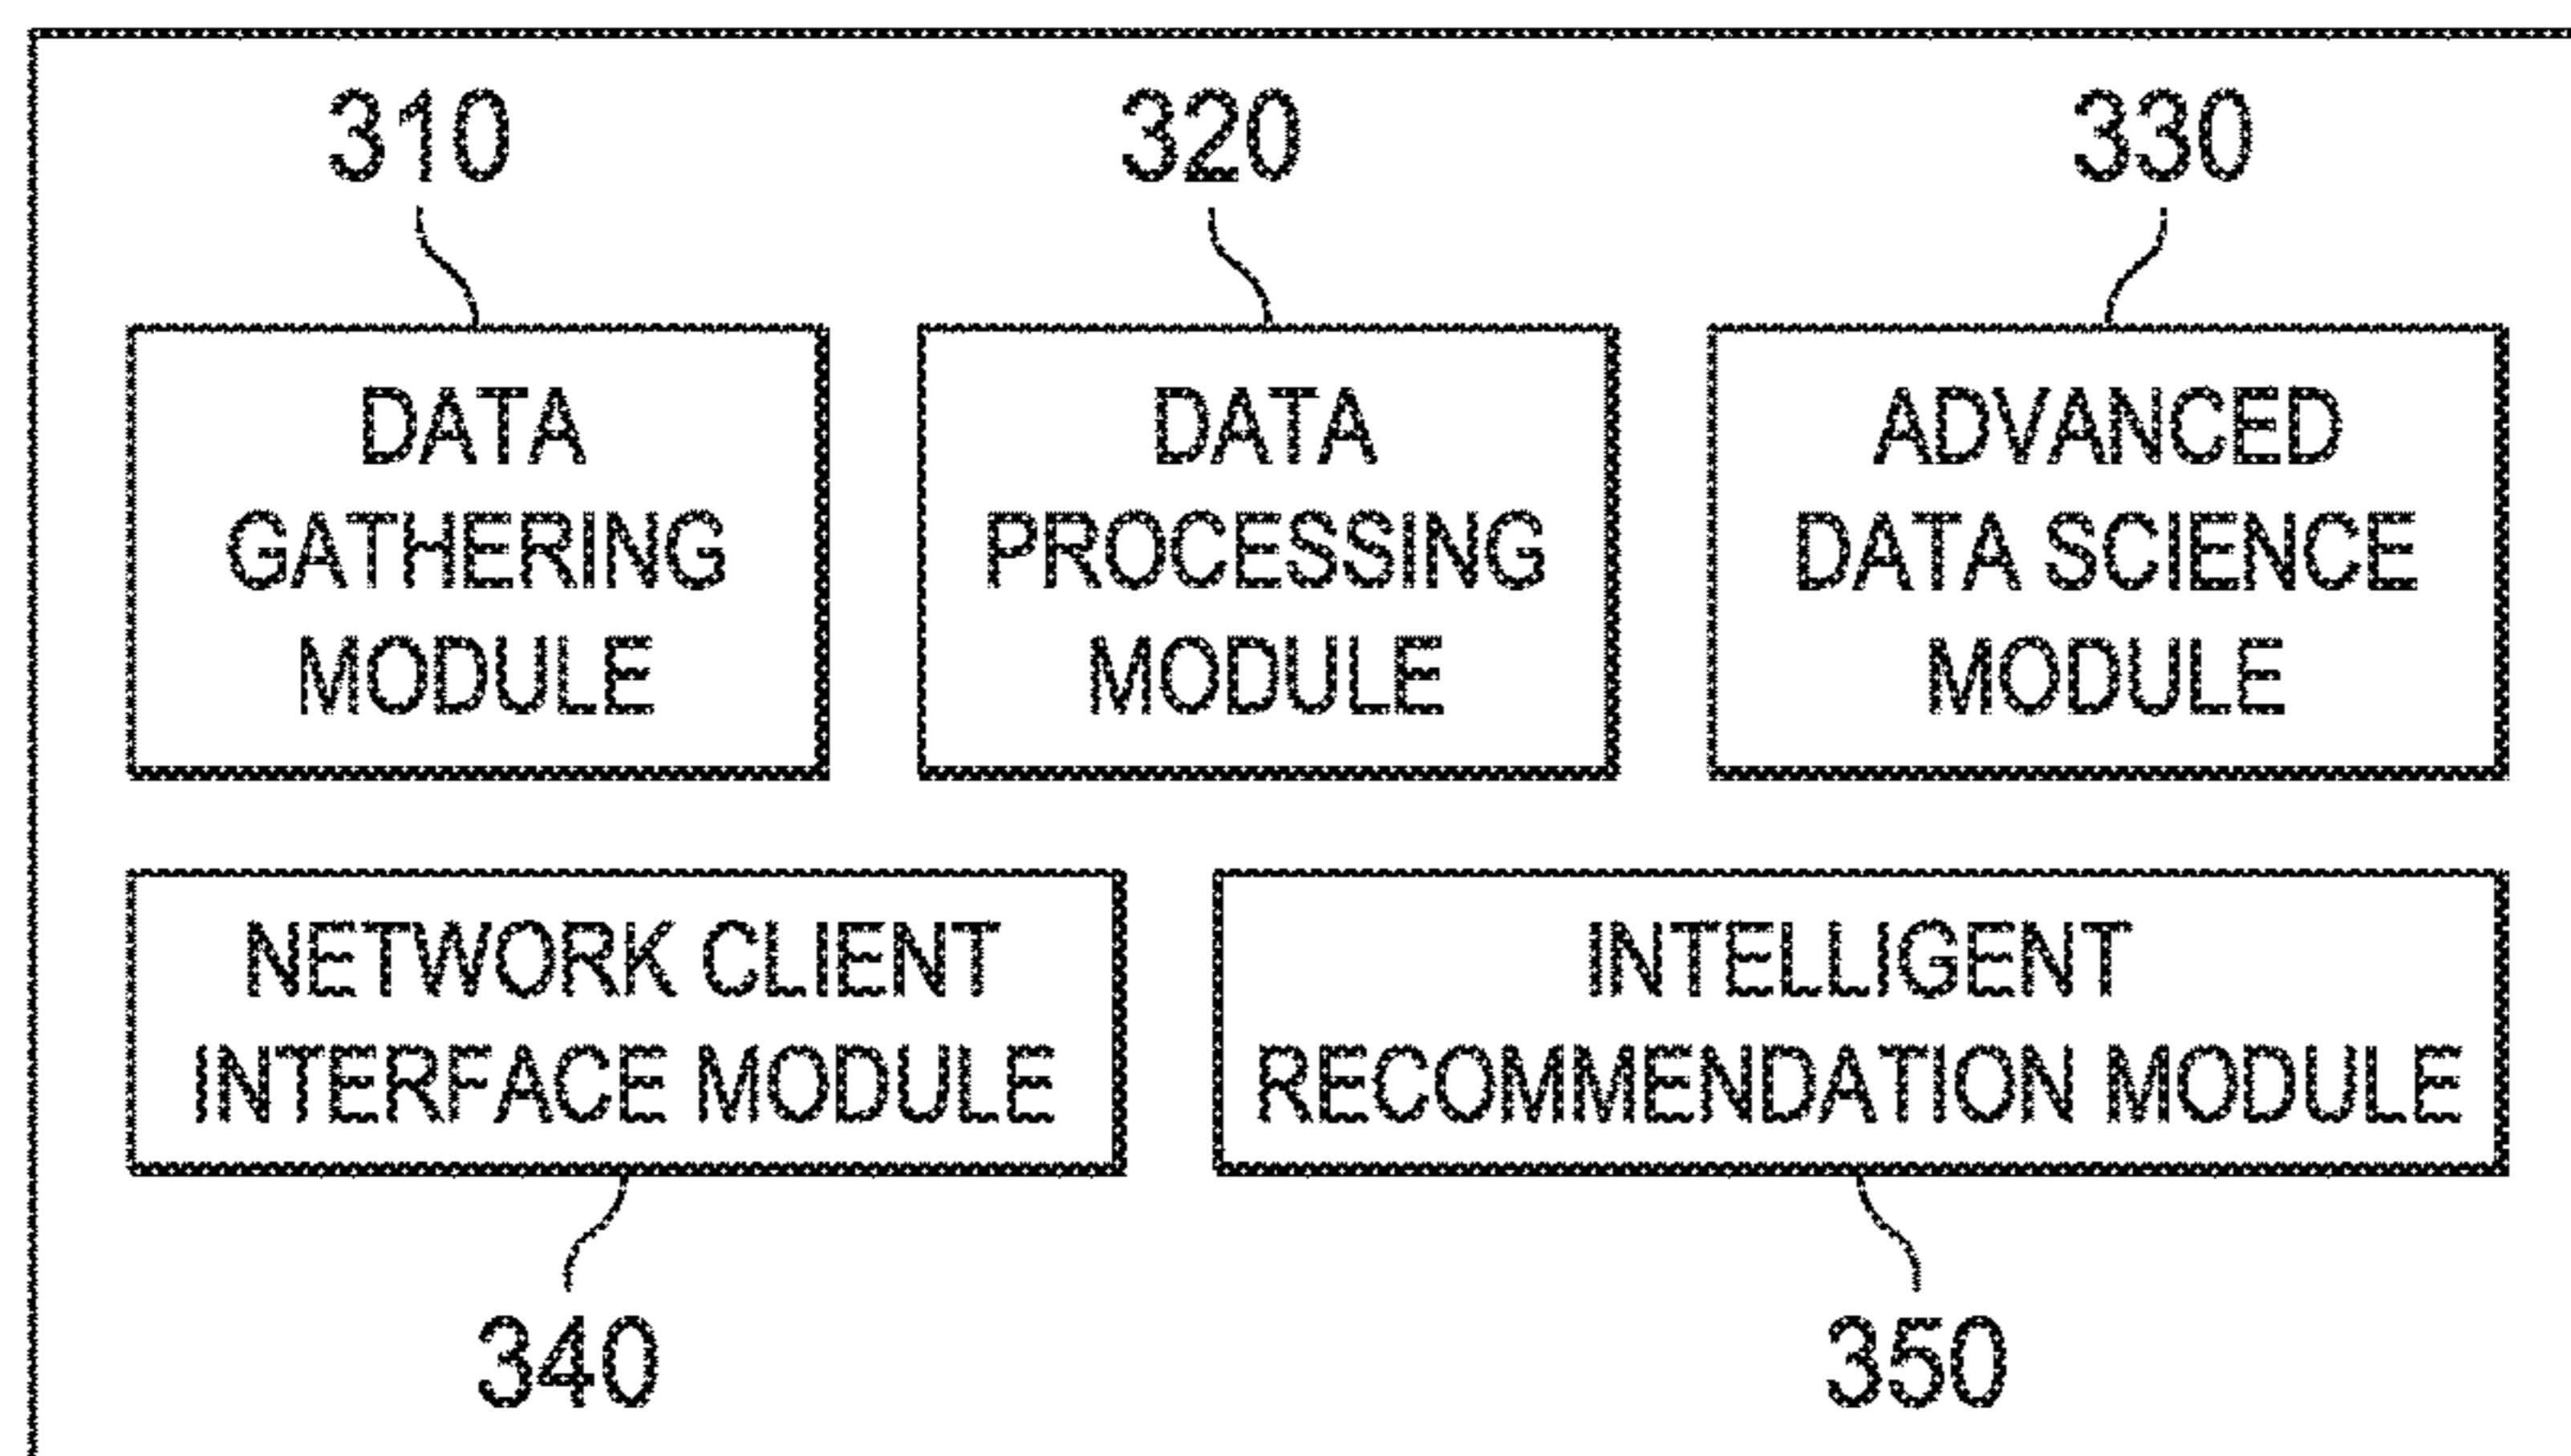 310
320
330
DATA
GATHERING
MODULE
DATA
PROCESSING
MODULE
ADVANCED
DATA SCIENCE
MODULE
NETWORK CLIENT
INTERFACE MODULE
INTELLIGENT
RECOMMENDATION MODULE
340
350